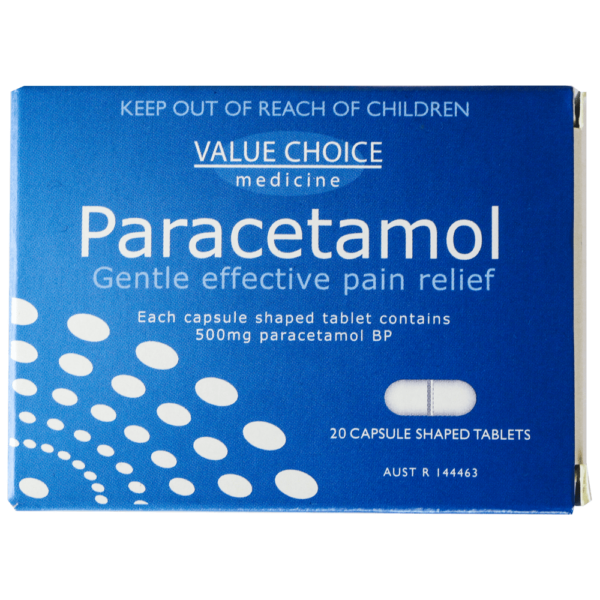 KEEP OUT OF REACH OF CHILDREN
VALUE CHOICE
medicine
Paracetamol
Gentle effective pain relief
Each capsule shaped tablet contains
500mg paracetamol BP
20 CAPSULE SHAPED TABLETS
AUST R 144463